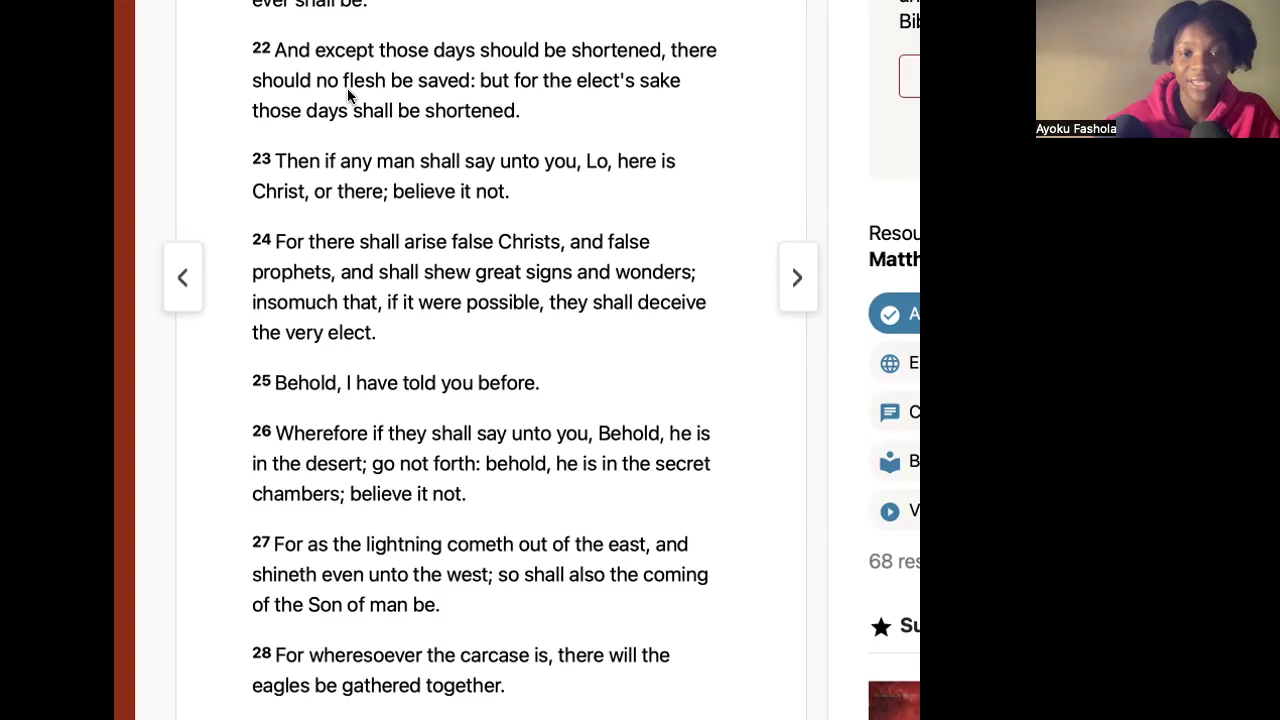 ever shall be.
22 And except those days should be shortened, there
should no flesh be saved: but for the elect's sake
those days shall be shortened.
23 Then if any man shall say unto you, Lo, here is
Christ, or there; believe it not.
24 For there shall arise false Christs, and false
prophets, and shall shew great signs and wonders;
insomuch that, if it were possible, they shall deceive
the very elect.
25 Behold, I have told you before.
26 Wherefore if they shall say unto you, Behold, he is
in the desert; go not forth: behold, he is in the secret
chambers; believe it not.
27 For as the lightning cometh out of the east, and
shineth even unto the west; so shall also the coming
of the Son of man be.
28 For wheresoever the carcase is, there will the
eagles be gathered together.
Bib
Resou
Matth
A
E
C
B
V
68 res
Su
Ayoku Fashola